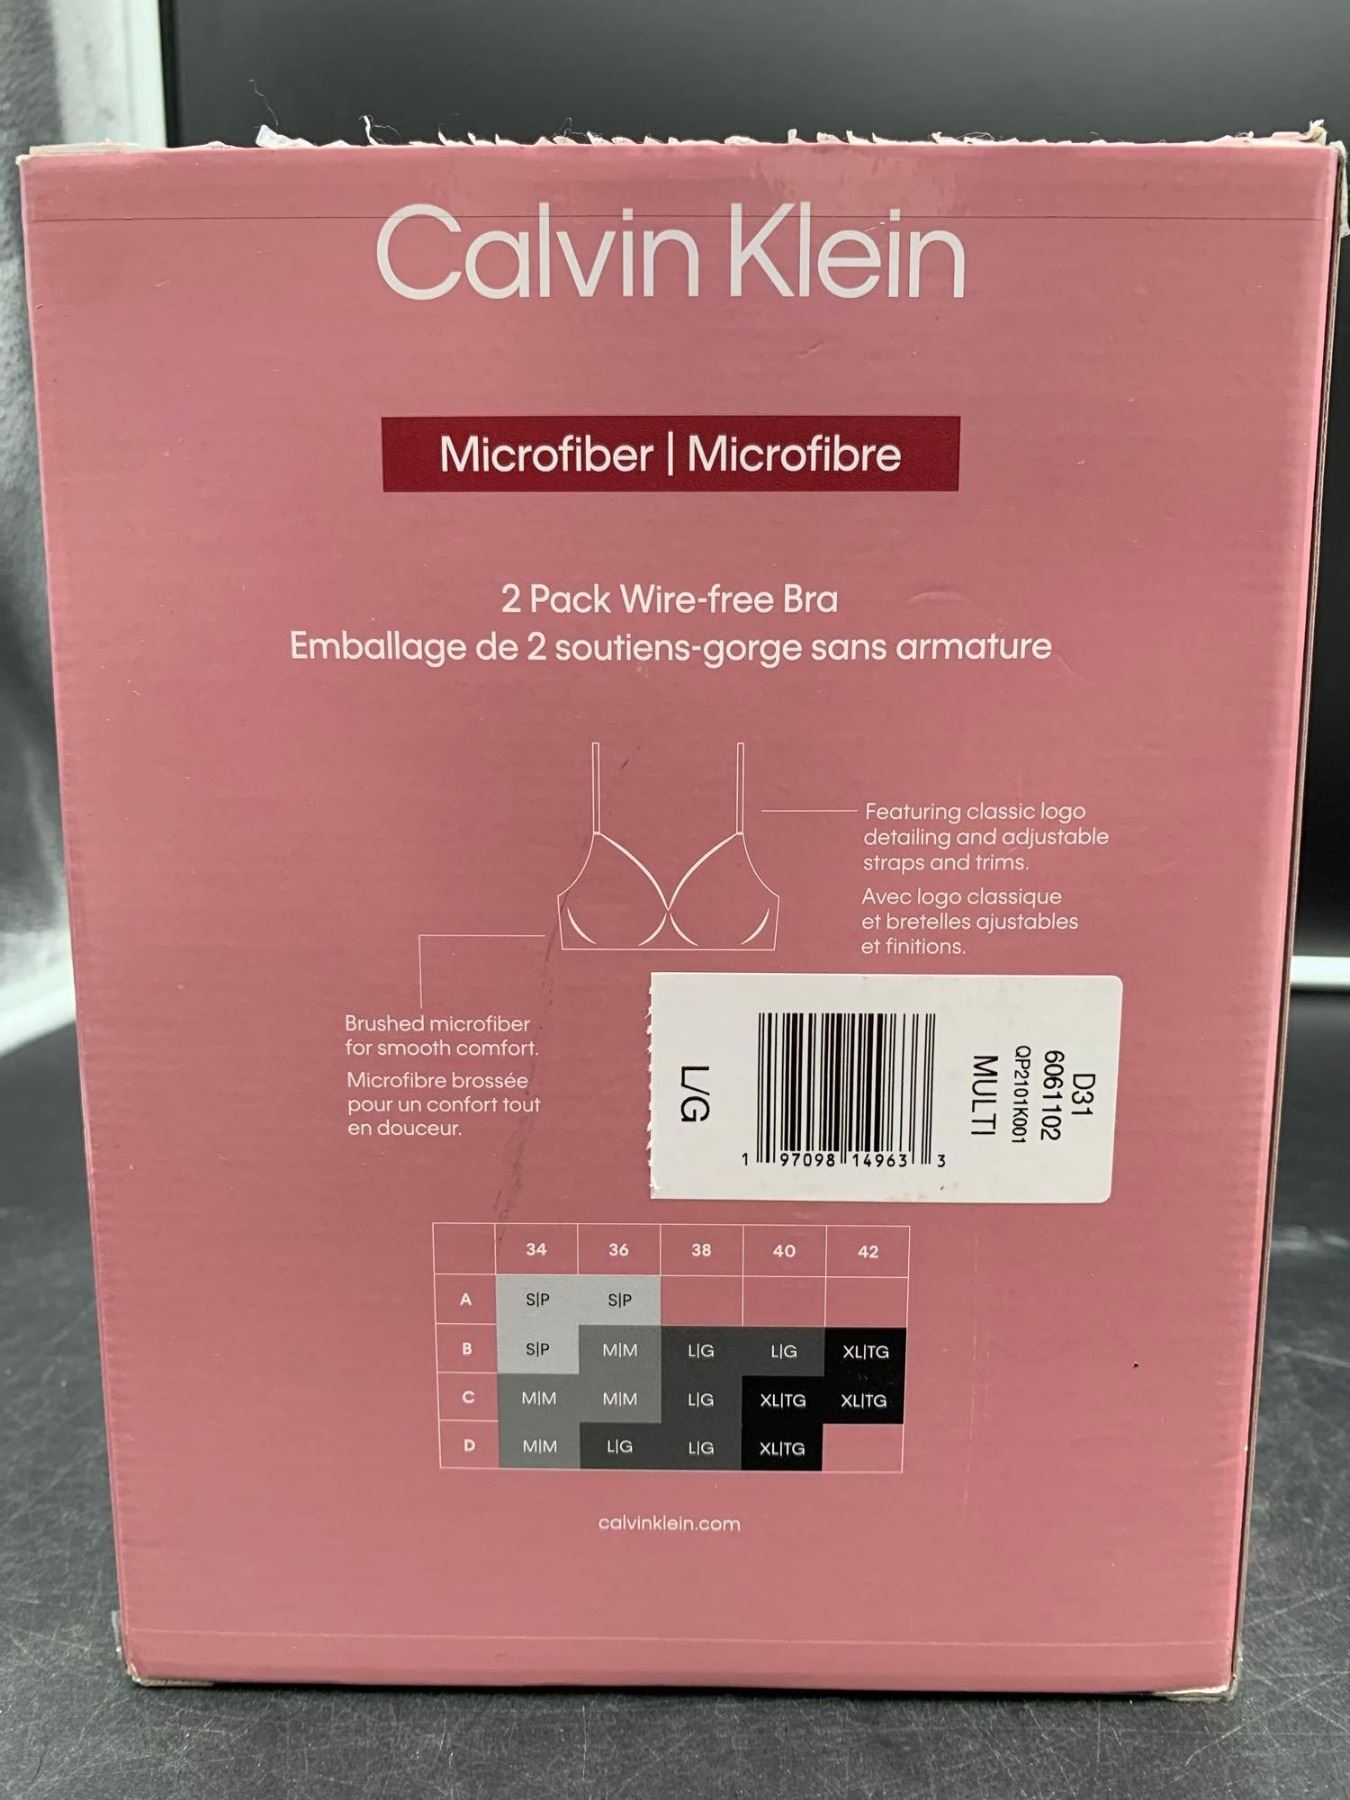 Calvin Klein
Microfiber | Microfibre
2 Pack Wire-free Bra
Emballage de 2 soutiens-gorge sans armature
Featuring classic logo
detailing and adjustable
straps and trims.
Avec logo classique
et bretelles ajustables
et finitions.
Brushed microfiber
for smooth comfort.
Microfibre brossée
pour un confort tout
en douceur.
D31
6061102
QP2101K001
MULTI
1 97098 14963 3
L/G
34 36 38 40 42
A S|P S|P
B S|P M|M L|G L|G XL|TG
C M|M M|M L|G XL|TG XL|TG
D M|M L|G L|G XL|TG
calvinklein.com